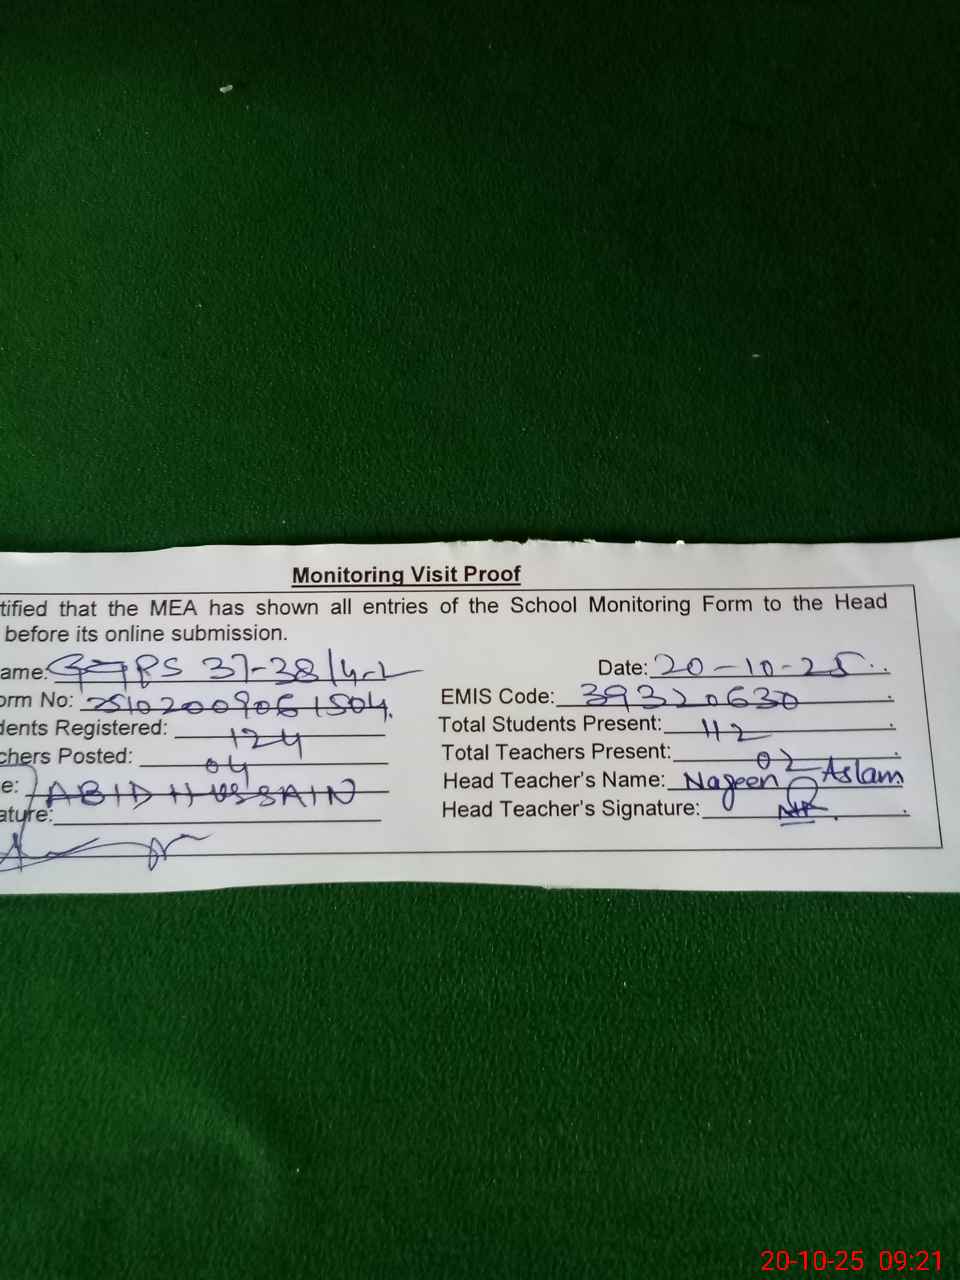 Monitoring Visit Proof
tified that the MEA has shown all entries of the School Monitoring Form to the Head
before its online submission.
ame: GGPS 37-38/4-L Date: 20-10-25
orm No: 2510200906 1504 EMIS Code: 39320630
dents Registered: 124 Total Students Present: 112
chers Posted: 04 Total Teachers Present: 02
e: ABID HUSSAIN Head Teacher's Name: Nageen Aslam
ature: Head Teacher's Signature:
20-10-25 09:21